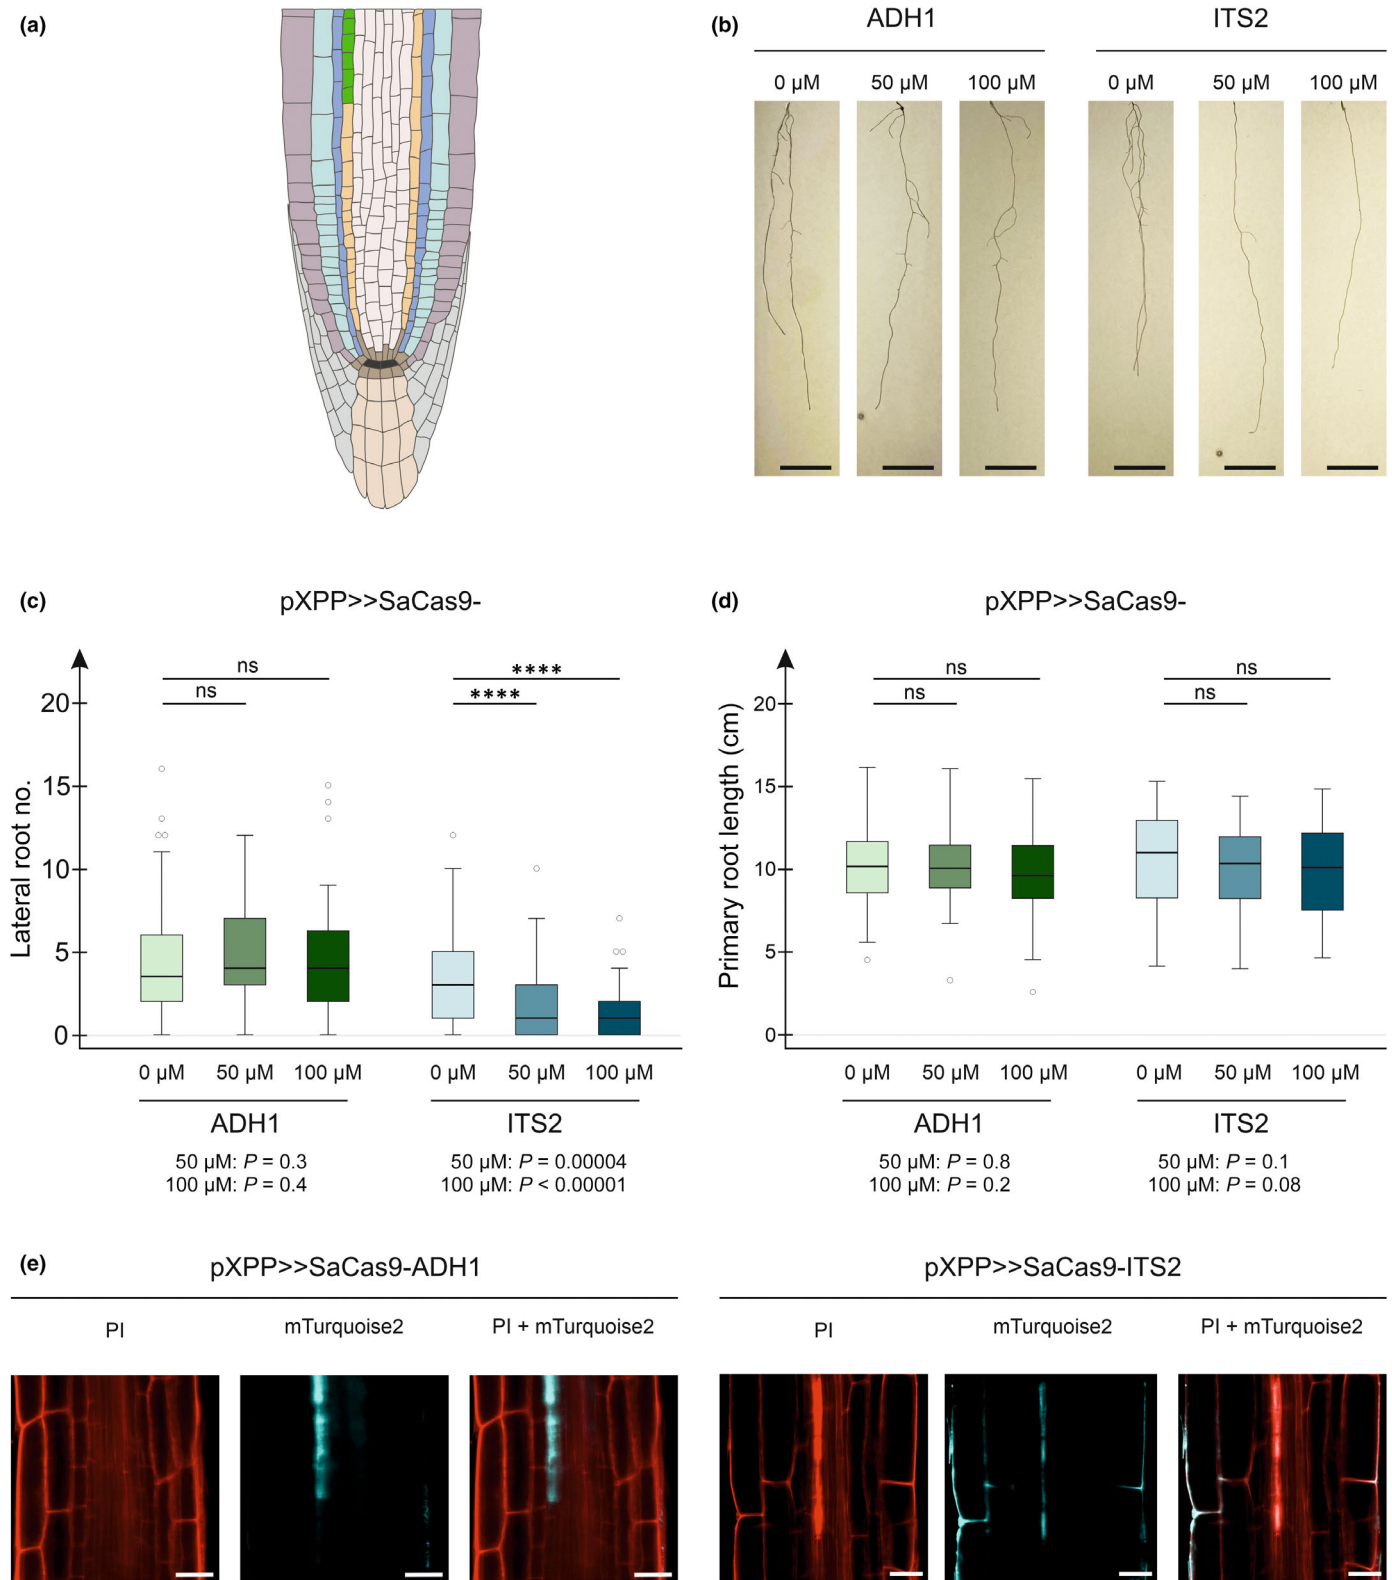 (a)
(b)
ADH1 ITS2
0 µM 50 µM 100 µM 0 µM 50 µM 100 µM
(c)
pXPP>>SaCas9-
Lateral root no.
20
15
10
5
0
ns
ns
****
****
0 µM 50 µM 100 µM 0 µM 50 µM 100 µM
ADH1 ITS2
50 µM: P = 0.3 50 µM: P = 0.00004
100 µM: P = 0.4 100 µM: P < 0.00001
(d)
pXPP>>SaCas9-
Primary root length (cm)
20
15
10
5
0
ns
ns
ns
ns
0 µM 50 µM 100 µM 0 µM 50 µM 100 µM
ADH1 ITS2
50 µM: P = 0.8 50 µM: P = 0.1
100 µM: P = 0.2 100 µM: P = 0.08
(e)
pXPP>>SaCas9-ADH1 pXPP>>SaCas9-ITS2
PI mTurquoise2 PI + mTurquoise2 PI mTurquoise2 PI + mTurquoise2